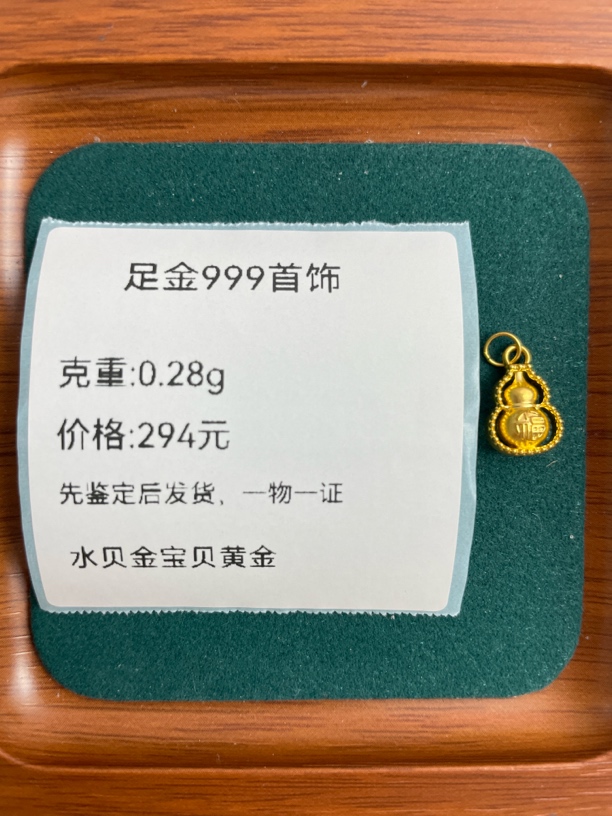 足金999首饰
克重:0.28g
价格:294元
先鉴定后发货，一物一证
水贝金宝贝黄金
福